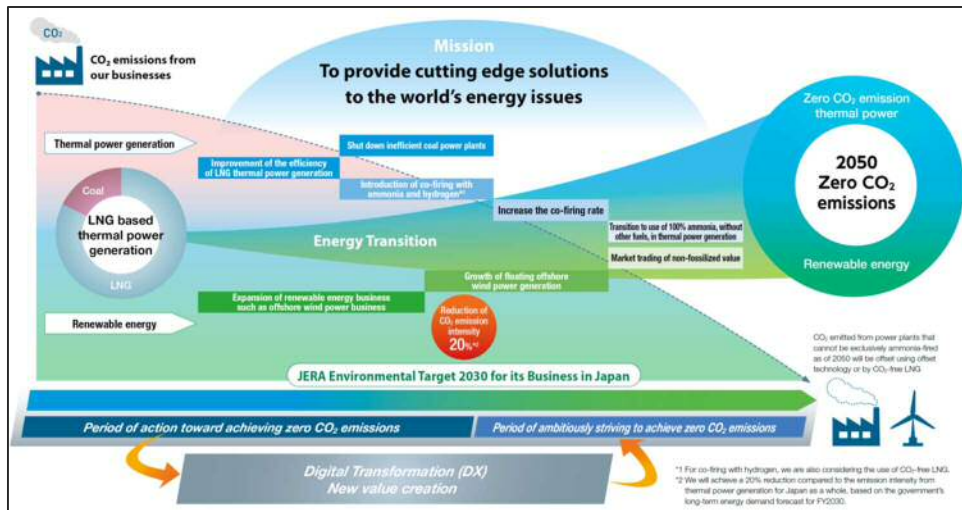 CO₂
CO₂ emissions from
our businesses
Mission
To provide cutting edge solutions
to the world's energy issues
Zero CO₂ emission
thermal power
2050
Zero CO₂
emissions
Renewable energy
Thermal power generation
Shut down inefficient coal power plants
Improvement of the efficiency
of LNG thermal power generation
Introduction of co-firing with
ammonia and hydrogen*¹
Increase the co-firing rate
Transition to use of 100% ammonia, without
other fuels, in thermal power generation
Market trading of non-fossilized value
Coal
LNG based
thermal power
generation
LNG
Energy Transition
Growth of floating offshore
wind power generation
Expansion of renewable energy business
such as offshore wind power business
Renewable energy
Reduction of
CO₂ emission
intensity
20%*²
CO₂ emitted from power plants that
cannot be exclusively ammonia-fired
as of 2050 will be offset using offset
technology or by CO₂-free LNG
JERA Environmental Target 2030 for its Business in Japan
Period of action toward achieving zero CO₂ emissions
Period of ambitiously striving to achieve zero CO₂ emissions
Digital Transformation (DX)
New value creation
*1 For co-firing with hydrogen, we are also considering the use of CO₂-free LNG.
*2 We will achieve a 20% reduction compared to the emission intensity from
thermal power generation for Japan as a whole, based on the government's
long-term energy demand forecast for FY2030.